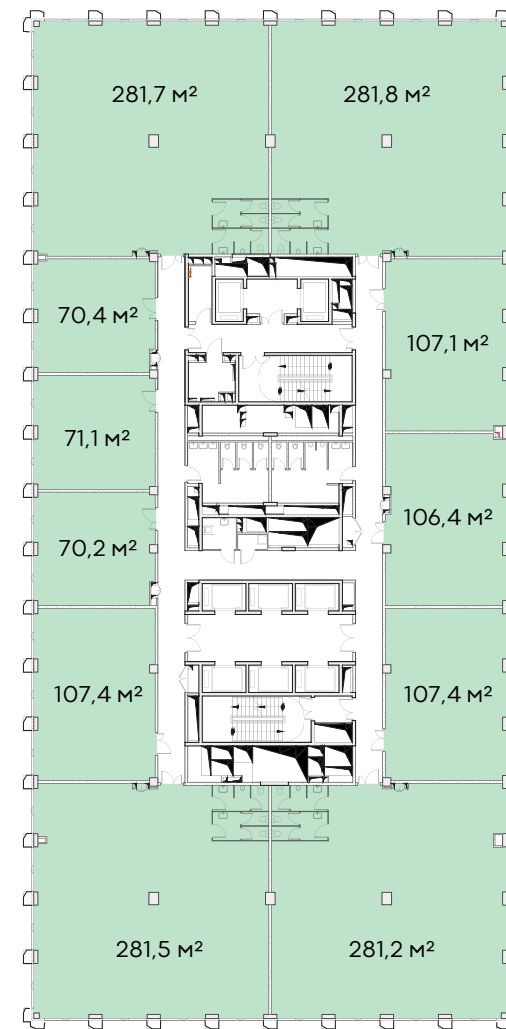 281,7 м²
281,8 м²
70,4 м²
107,1 м²
71,1 м²
106,4 м²
70,2 м²
107,4 м²
107,4 м²
281,5 м²
281,2 м²